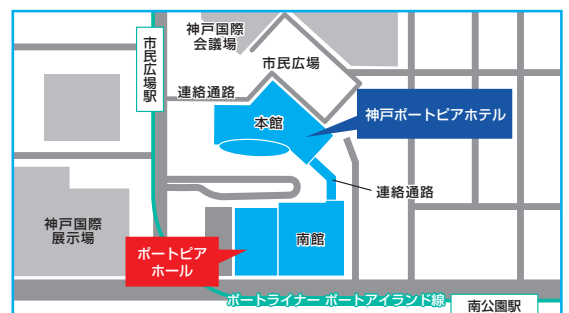 神戸国際
会議場
市民広場駅
市民広場
連絡通路
本館
神戸ポートピアホテル
連絡通路
神戸国際
展示場
南館
ポートピア
ホール
ポートライナー ポートアイランド線
南公園駅